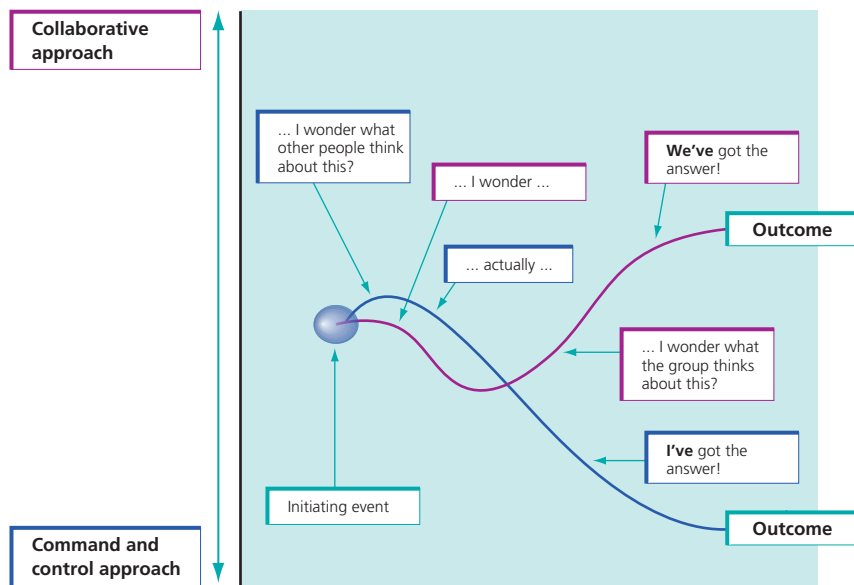 Collaborative
approach
... I wonder what
other people think
about this?
... I wonder ...
We've got the
answer!
Outcome
... actually ...
... I wonder what
the group thinks
about this?
I've got the
answer!
Initiating event
Outcome
Command and
control approach